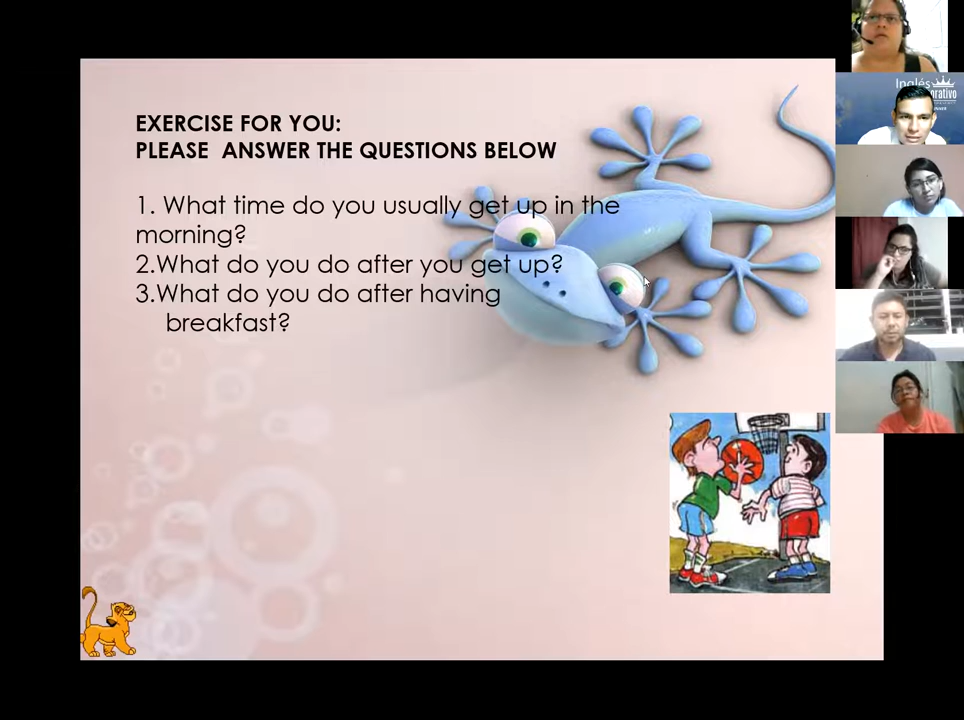 EXERCISE FOR YOU:
PLEASE ANSWER THE QUESTIONS BELOW
1. What time do you usually get up in the
morning?
2.What do you do after you get up?
3.What do you do after having
breakfast?
Inglés